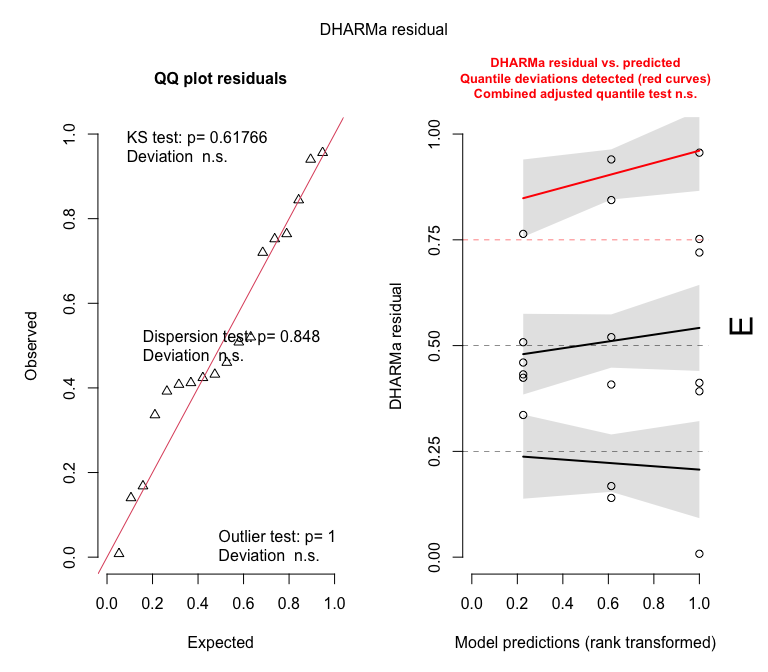 DHARMa residual
QQ plot residuals
KS test: p= 0.61766
Deviation n.s.
Dispersion test: p= 0.848
Deviation n.s.
Outlier test: p= 1
Deviation n.s.
Observed
0.0 0.2 0.4 0.6 0.8 1.0
0.0 0.2 0.4 0.6 0.8 1.0
Expected
DHARMa residual vs. predicted
Quantile deviations detected (red curves)
Combined adjusted quantile test n.s.
DHARMa residual
0.00 0.25 0.50 0.75 1.00
0.0 0.2 0.4 0.6 0.8 1.0
Model predictions (rank transformed)
E